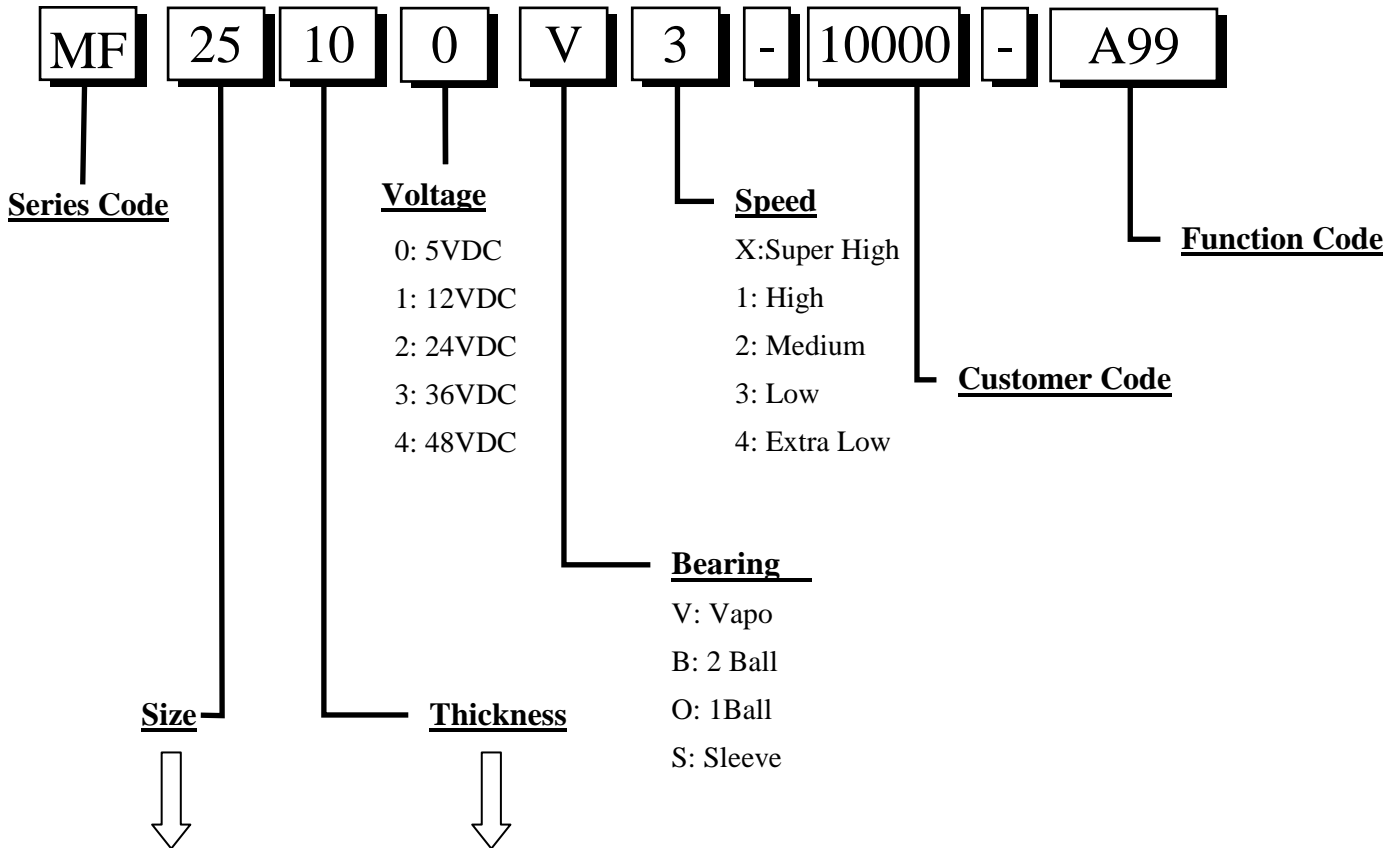 MF 25 10 0 V 3 - 10000 - A99
Series Code
Voltage
0: 5VDC
1: 12VDC
2: 24VDC
3: 36VDC
4: 48VDC
Speed
X:Super High
1: High
2: Medium
3: Low
4: Extra Low
Function Code
Customer Code
Bearing
V: Vapo
B: 2 Ball
O: 1Ball
S: Sleeve
Size
Thickness